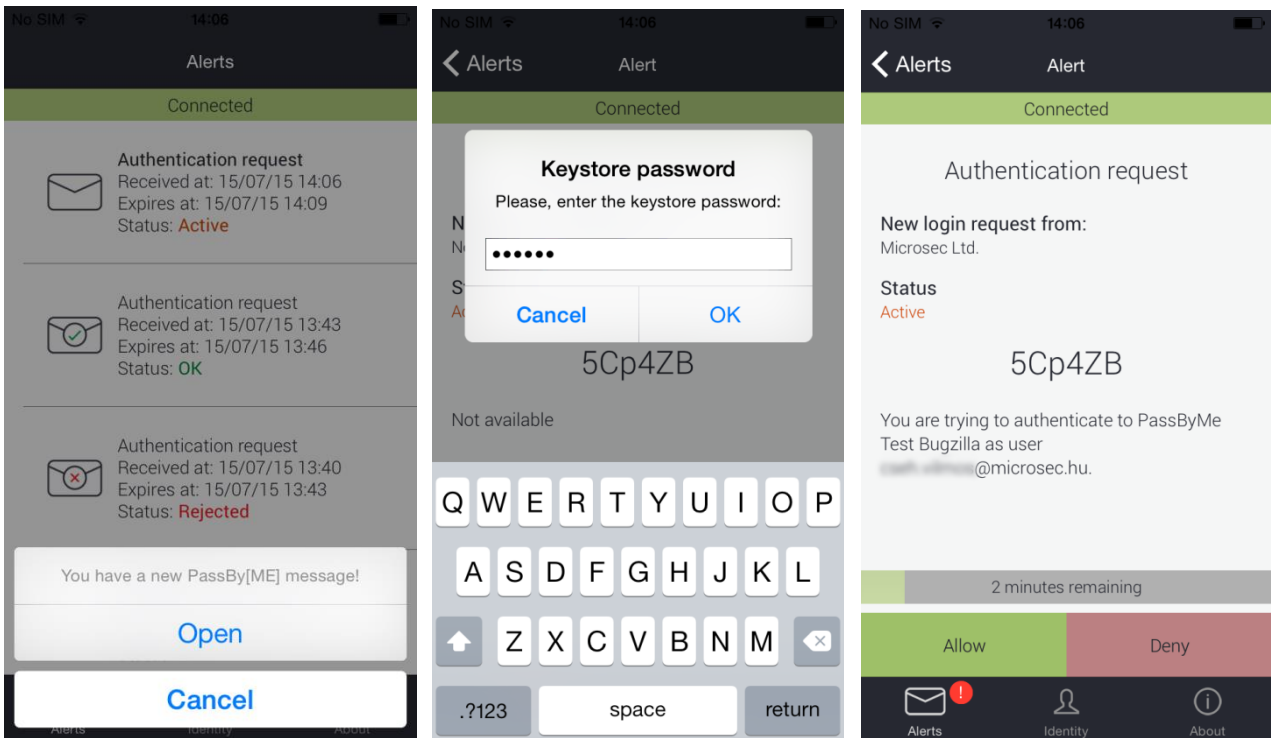 No SIM 14:06
Alerts
Connected
Authentication request
Received at: 15/07/15 14:06
Expires at: 15/07/15 14:09
Status: Active
Authentication request
Received at: 15/07/15 13:43
Expires at: 15/07/15 13:46
Status: OK
Authentication request
Received at: 15/07/15 13:40
Expires at: 15/07/15 13:43
Status: Rejected
You have a new PassBy[ME] message!
Open
Cancel
Alerts Identity About
No SIM 14:06
Alerts Alert
Connected
Keystore password
Please, enter the keystore password:
••••••
Cancel OK
5Cp4ZB
Not available
Q W E R T Y U I O P
A S D F G H J K L
Z X C V B N M
.?123 space return
No SIM 14:06
Alerts Alert
Connected
Authentication request
New login request from:
Microsec Ltd.
Status
Active
5Cp4ZB
You are trying to authenticate to PassByMe
Test Bugzilla as user
@microsec.hu.
2 minutes remaining
Allow Deny
!
Alerts Identity About